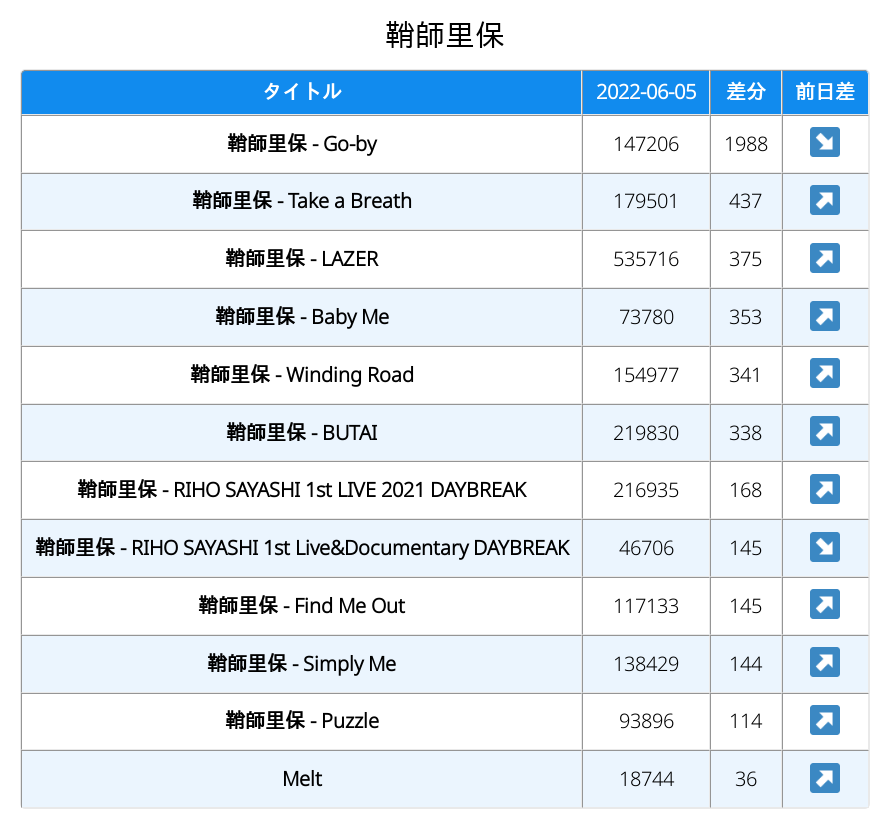 鞘師里保
タイトル 2022-06-05 差分 前日差
鞘師里保 - Go-by 147206 1988 ↘
鞘師里保 - Take a Breath 179501 437 ↗
鞘師里保 - LAZER 535716 375 ↗
鞘師里保 - Baby Me 73780 353 ↗
鞘師里保 - Winding Road 154977 341 ↗
鞘師里保 - BUTAI 219830 338 ↗
鞘師里保 - RIHO SAYASHI 1st LIVE 2021 DAYBREAK 216935 168 ↗
鞘師里保 - RIHO SAYASHI 1st Live&Documentary DAYBREAK 46706 145 ↘
鞘師里保 - Find Me Out 117133 145 ↗
鞘師里保 - Simply Me 138429 144 ↗
鞘師里保 - Puzzle 93896 114 ↗
Melt 18744 36 ↗